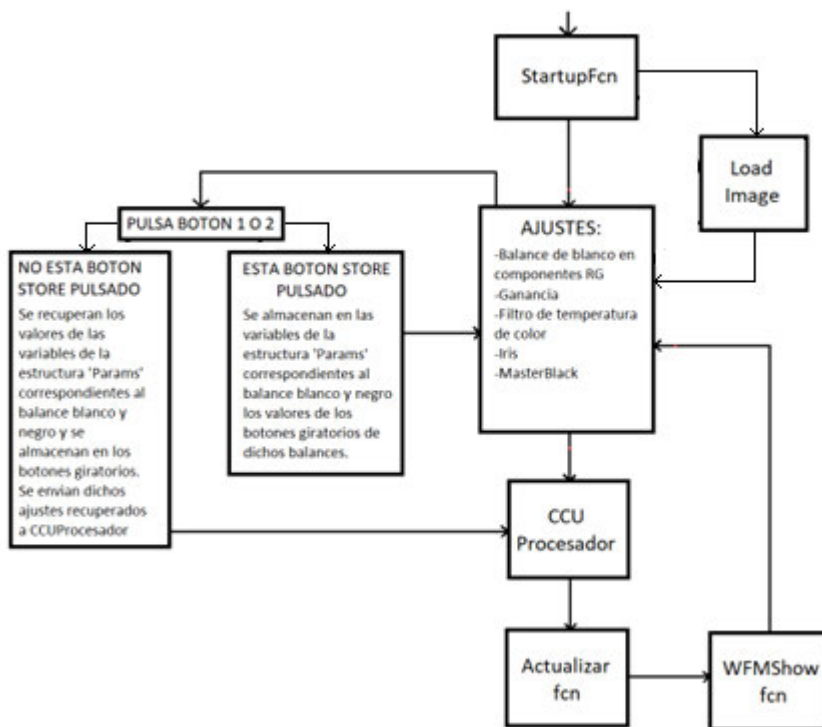 StartupFcn
Load
Image
PULSA BOTON 1 O 2
NO ESTA BOTON
STORE PULSADO
Se recuperan los
valores de las
variables de la
estructura 'Params'
correspondientes al
balance blanco y
negro y se
almacenan en los
botones giratorios.
Se envian dichos
ajustes recuperados
a CCUProcesador
ESTA BOTON STORE
PULSADO
Se almacenan en las
variables de la
estructura 'Params'
correspondientes al
balance blanco y negro
los valores de los
botones giratorios de
dichos balances.
AJUSTES:
-Balance de blanco en
componentes RG
-Ganancia
-Filtro de temperatura
de color
-Iris
-MasterBlack
CCU
Procesador
Actualizar
fcn
WFMShow
fcn